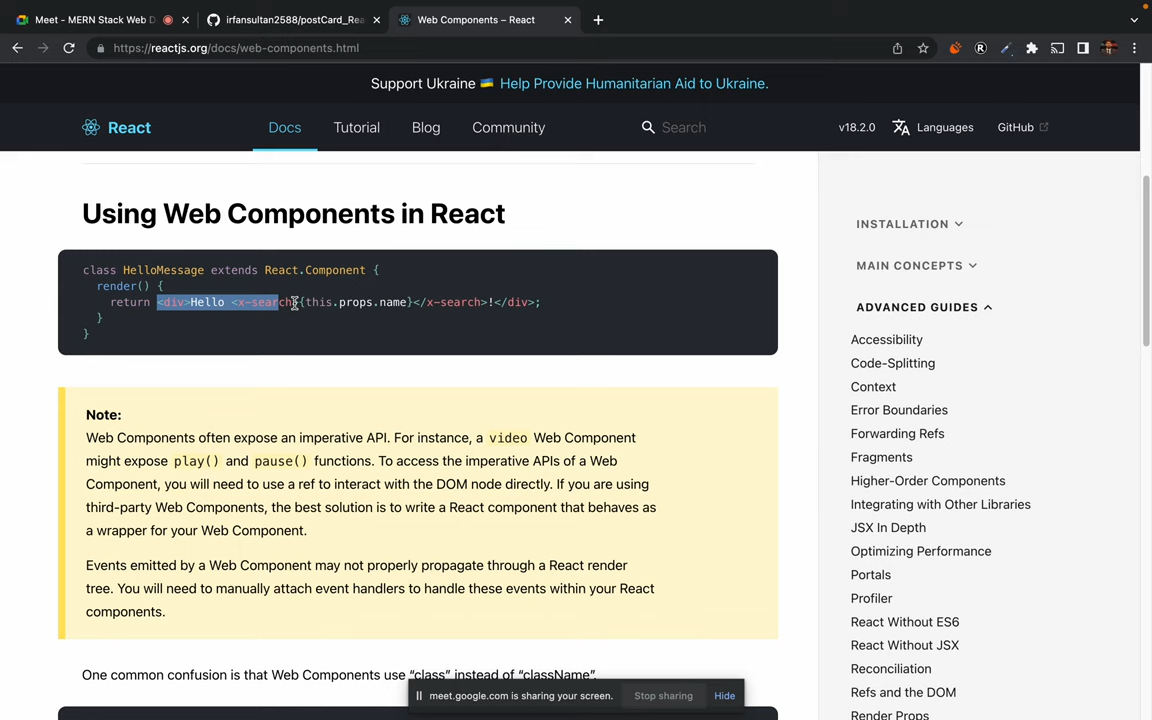 Meet - MERN Stack Web D
irfansultan2588/postCard_Rea
Web Components – React
https://reactjs.org/docs/web-components.html
Support Ukraine 🇺🇦 Help Provide Humanitarian Aid to Ukraine.
React
Docs
Tutorial
Blog
Community
Search
v18.2.0
Languages
GitHub
Using Web Components in React
class HelloMessage extends React.Component {
render() {
return <div>Hello <x-search>{this.props.name}</x-search>!</div>;
}
}
Note:
Web Components often expose an imperative API. For instance, a video Web Component
might expose play() and pause() functions. To access the imperative APIs of a Web
Component, you will need to use a ref to interact with the DOM node directly. If you are using
third-party Web Components, the best solution is to write a React component that behaves as
a wrapper for your Web Component.
Events emitted by a Web Component may not properly propagate through a React render
tree. You will need to manually attach event handlers to handle these events within your React
components.
One common confusion is that Web Components use “class” instead of “className”.
INSTALLATION
MAIN CONCEPTS
ADVANCED GUIDES
Accessibility
Code-Splitting
Context
Error Boundaries
Forwarding Refs
Fragments
Higher-Order Components
Integrating with Other Libraries
JSX In Depth
Optimizing Performance
Portals
Profiler
React Without ES6
React Without JSX
Reconciliation
Refs and the DOM
Render Props
meet.google.com is sharing your screen.
Stop sharing
Hide